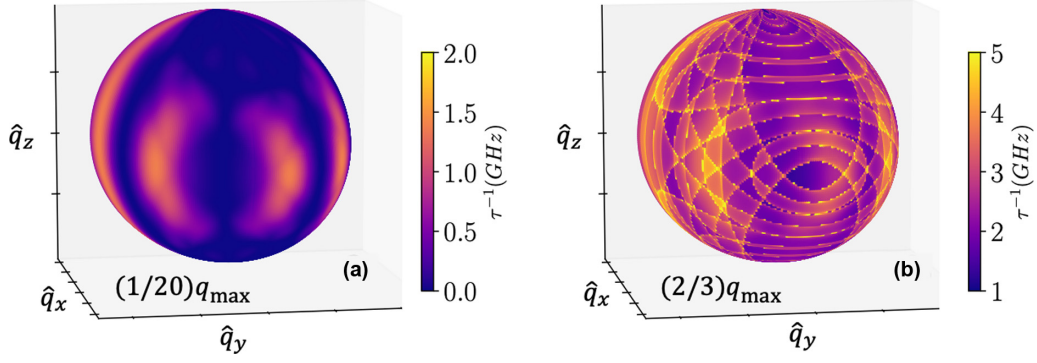 2.0
1.5
1.0
0.5
0.0
τ⁻¹(GHz)
q̂z
q̂x
q̂y
(1/20)qmax
(a)
5
4
3
2
1
τ⁻¹(GHz)
q̂z
q̂x
q̂y
(2/3)qmax
(b)